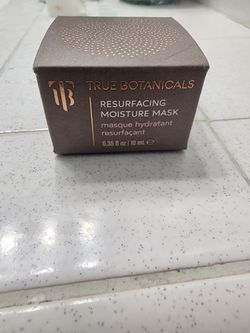 TB
TRUE BOTANICALS
RESURFACING
MOISTURE MASK
masque hydratant
resurfaçant
0.35 fl oz / 10 mL ℮